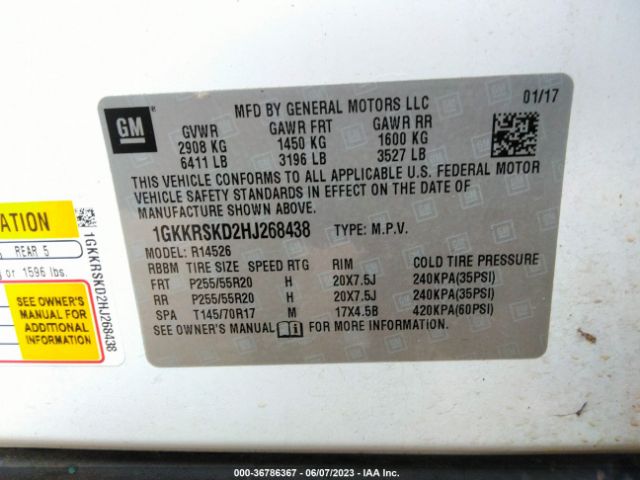 GM
MFD BY GENERAL MOTORS LLC 01/17
GVWR GAWR FRT GAWR RR
2908 KG 1450 KG 1600 KG
6411 LB 3196 LB 3527 LB
THIS VEHICLE CONFORMS TO ALL APPLICABLE U.S. FEDERAL MOTOR
VEHICLE SAFETY STANDARDS IN EFFECT ON THE DATE OF
MANUFACTURE SHOWN ABOVE.
1GKKRSKD2HJ268438 TYPE: M.P.V.
MODEL: R14526
RBBM TIRE SIZE SPEED RTG RIM COLD TIRE PRESSURE
FRT P255/55R20 H 20X7.5J 240KPA(35PSI)
RR P255/55R20 H 20X7.5J 240KPA(35PSI)
SPA T145/70R17 M 17X4.5B 420KPA(60PSI)
SEE OWNER'S MANUAL FOR MORE INFORMATION.
REAR 5
or 1596 lbs.
SEE OWNER'S
MANUAL FOR
ADDITIONAL
INFORMATION
1GKKRSKD2HJ268438
000-36786367 - 06/07/2023 - IAA Inc.